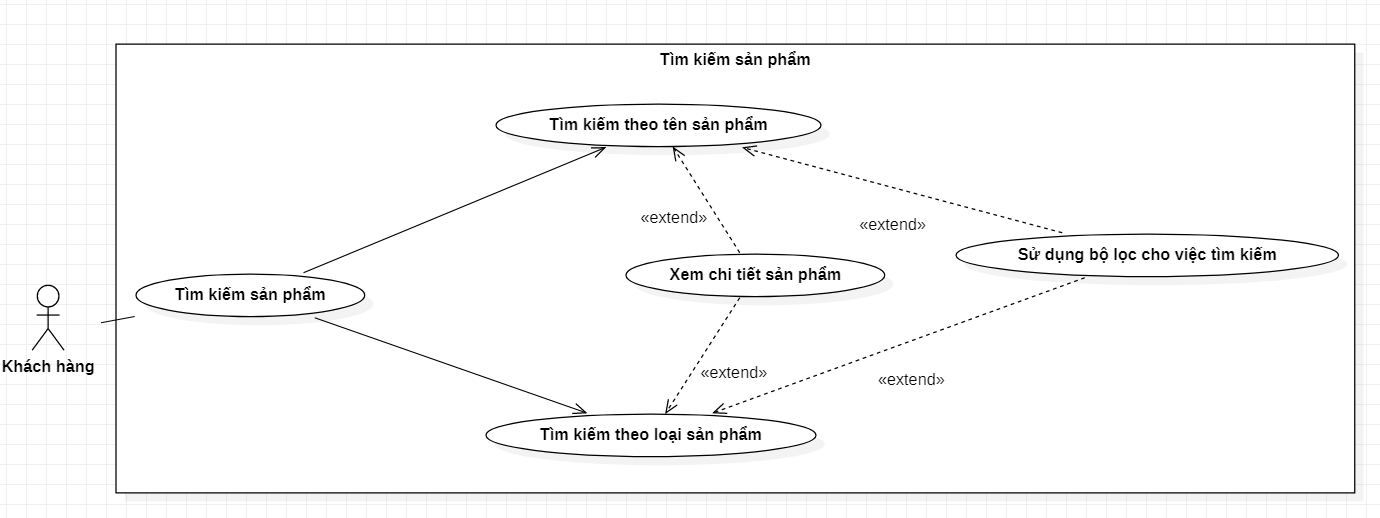 Tìm kiếm sản phẩm
Tìm kiếm theo tên sản phẩm
«extend»
«extend»
Sử dụng bộ lọc cho việc tìm kiếm
Xem chi tiết sản phẩm
Tìm kiếm sản phẩm
Khách hàng
«extend»
«extend»
Tìm kiếm theo loại sản phẩm